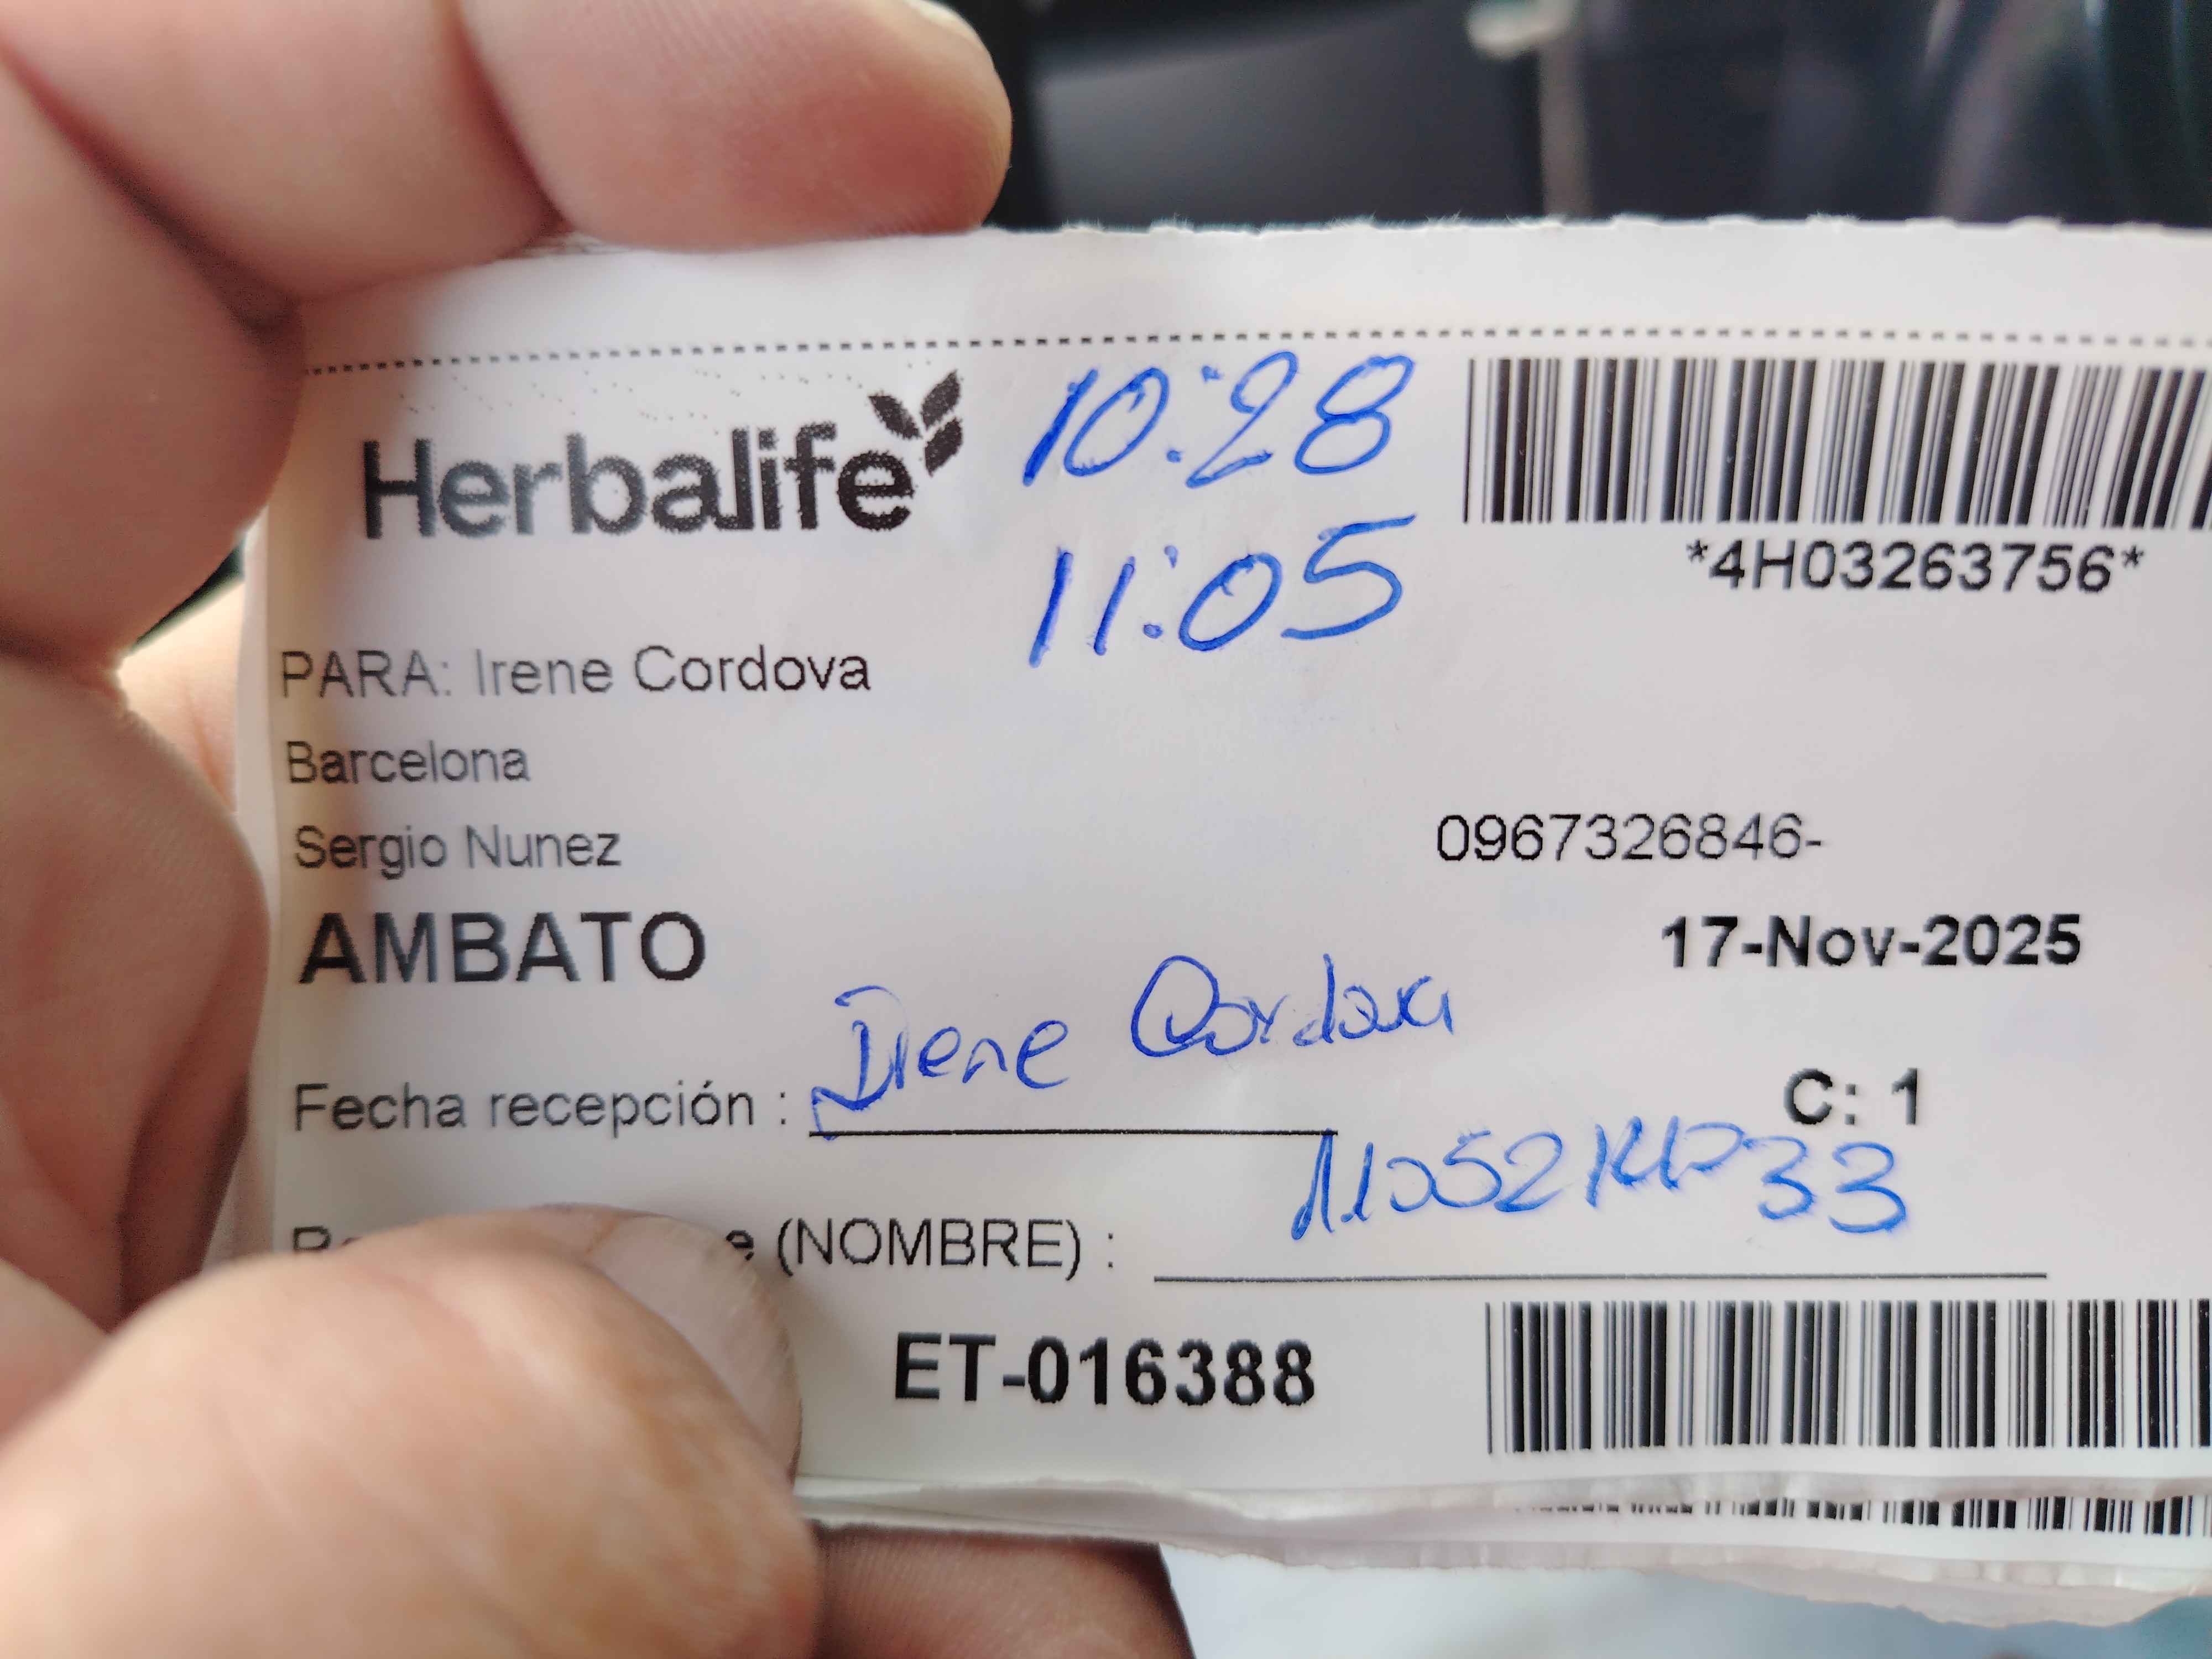 Herbalife
10:28
11:05
*4H03263756*
PARA: Irene Cordova
Barcelona
Sergio Nunez
0967326846-
AMBATO
17-Nov-2025
Irene Cordova
Fecha recepción :
C: 1
e (NOMBRE) :
ET-016388